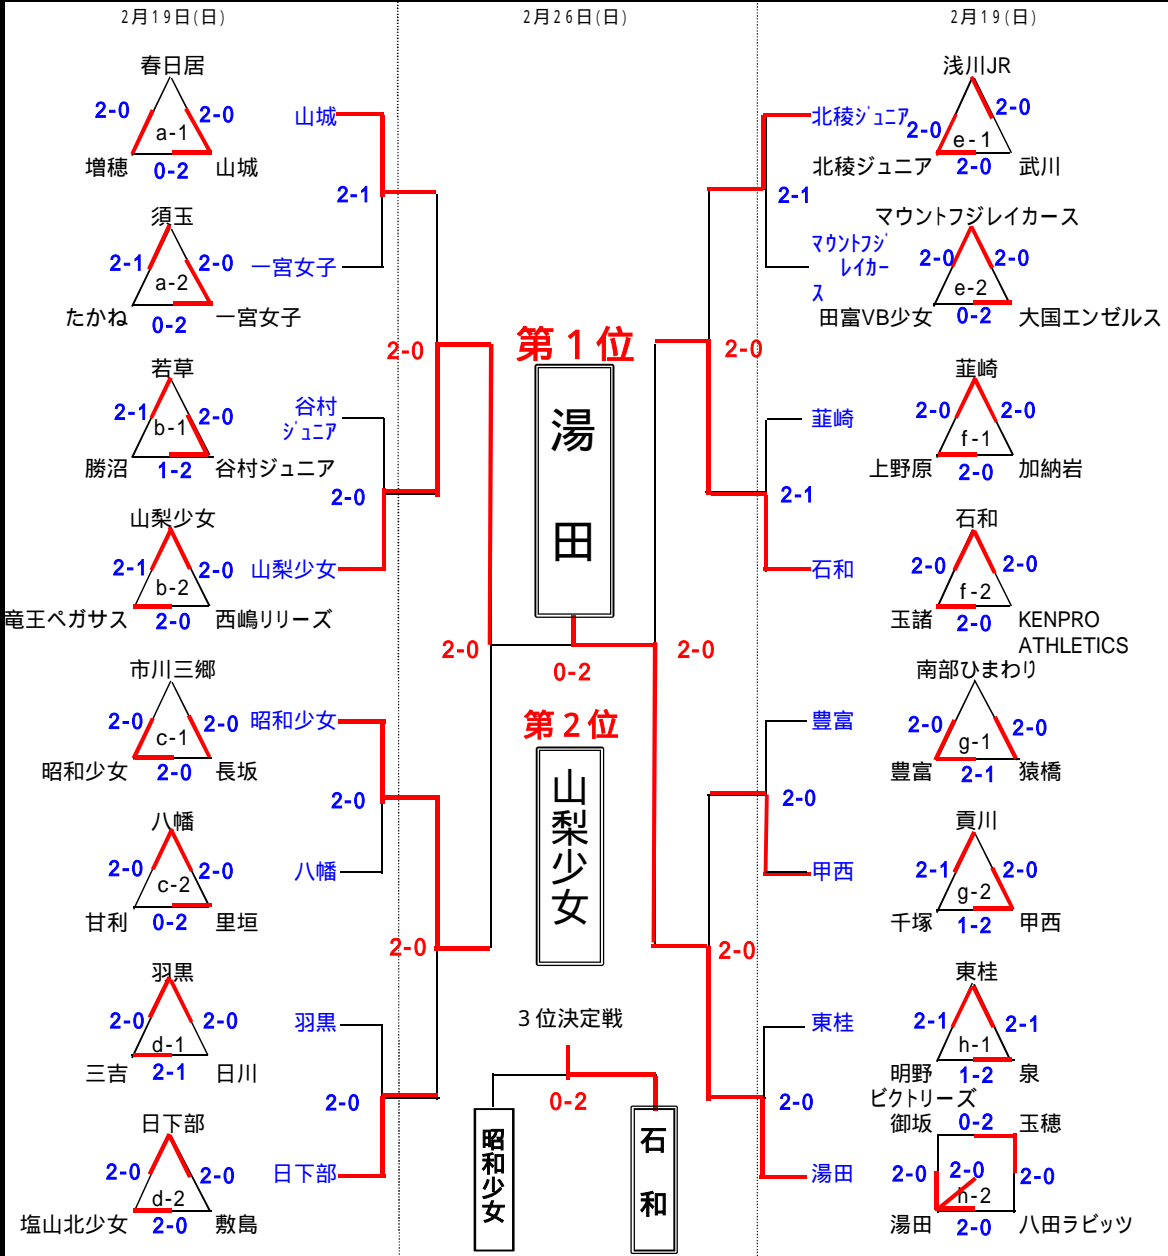 2月19日(日)
2月26日(日)
2月19(日)
春日居
2-0
2-0
a-1
増穂
0-2
山城
須玉
2-1
2-0
a-2
たかね
0-2
一宮女子
若草
2-1
2-0
b-1
勝沼
1-2
谷村ジュニア
山梨少女
2-1
2-0
b-2
竜王ペガサス
2-0
西嶋リリーズ
市川三郷
2-0
2-0
c-1
昭和少女
2-0
長坂
八幡
2-0
2-0
c-2
甘利
0-2
里垣
羽黒
2-0
2-0
d-1
三吉
2-1
日川
日下部
2-0
2-0
d-2
塩山北少女
2-0
敷島
山城
2-1
一宮女子
2-0
谷村
ジュニア
2-0
山梨少女
2-0
昭和少女
2-0
八幡
2-0
羽黒
2-0
日下部
第1位
湯田
0-2
第2位
山梨少女
3位決定戦
0-2
昭和少女
石和
北稜ジュニア
2-1
マウントフジ
レイカー
ス
2-0
韮崎
2-1
石和
2-0
豊富
2-0
甲西
2-0
東桂
2-0
湯田
浅川JR
2-0
2-0
e-1
北稜ジュニア
2-0
武川
マウントフジレイカース
2-0
2-0
e-2
田富VB少女
0-2
大国エンゼルス
韮崎
2-0
2-0
f-1
上野原
2-0
加納岩
石和
2-0
2-0
f-2
玉諸
2-0
KENPRO
ATHLETICS
南部ひまわり
2-0
2-0
g-1
豊富
2-1
猿橋
貢川
2-1
2-0
g-2
千塚
1-2
甲西
東桂
2-1
2-1
h-1
明野
ビクトリーズ
1-2
泉
御坂
0-2
玉穂
2-0
2-0
2-0
h-2
湯田
2-0
八田ラビッツ